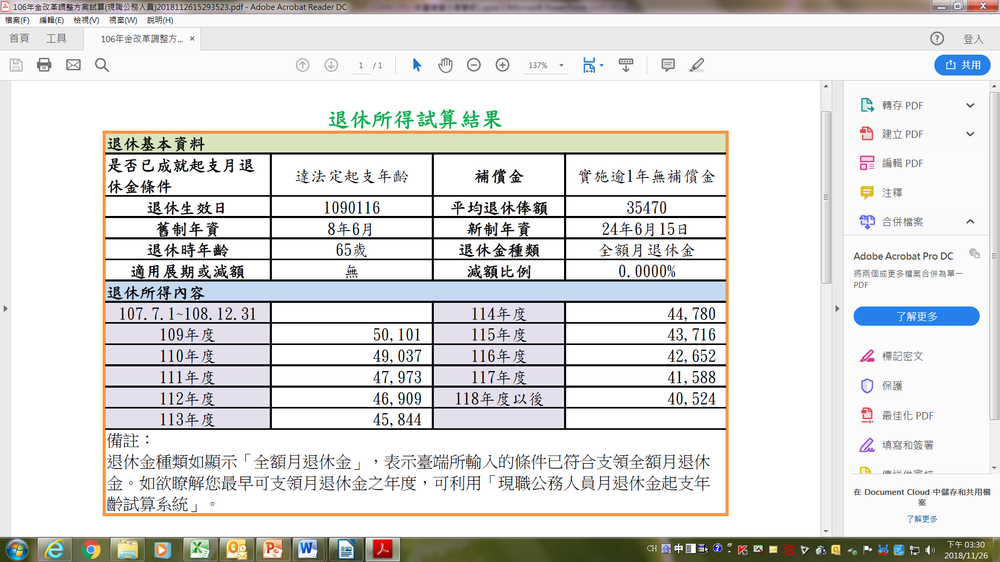 106年金改革調整方案試算(現職公務人員)2018112615293523.pdf - Adobe Acrobat Reader DC
檔案(F) 編輯(E) 檢視(V) 視窗(W) 說明(H)
首頁 工具 106年金改革調整方... × 登入
1 / 1 137% 共用
退休所得試算結果
退休基本資料
是否已成就起支月退休金條件 達法定起支年齡 補償金 實施逾1年無補償金
退休生效日 1090116 平均退休俸額 35470
舊制年資 8年6月 新制年資 24年6月15日
退休時年齡 65歲 退休金種類 全額月退休金
適用展期或減額 無 減額比例 0.0000%
退休所得內容
107.7.1~108.12.31 114年度 44,780
109年度 50,101 115年度 43,716
110年度 49,037 116年度 42,652
111年度 47,973 117年度 41,588
112年度 46,909 118年度以後 40,524
113年度 45,844
備註：
退休金種類如顯示「全額月退休金」，表示臺端所輸入的條件已符合支領全額月退休
金。如欲瞭解您最早可支領月退休金之年度，可利用「現職公務人員月退休金起支年
齡試算系統」。
轉存 PDF
建立 PDF
編輯 PDF
注釋
合併檔案
Adobe Acrobat Pro DC
將兩個或更多檔案合併為單一
PDF
了解更多
標記密文
保護
最佳化 PDF
填寫和簽署
在 Document Cloud 中儲存和共用檔
案
了解更多
CH 中
下午 03:30
2018/11/26